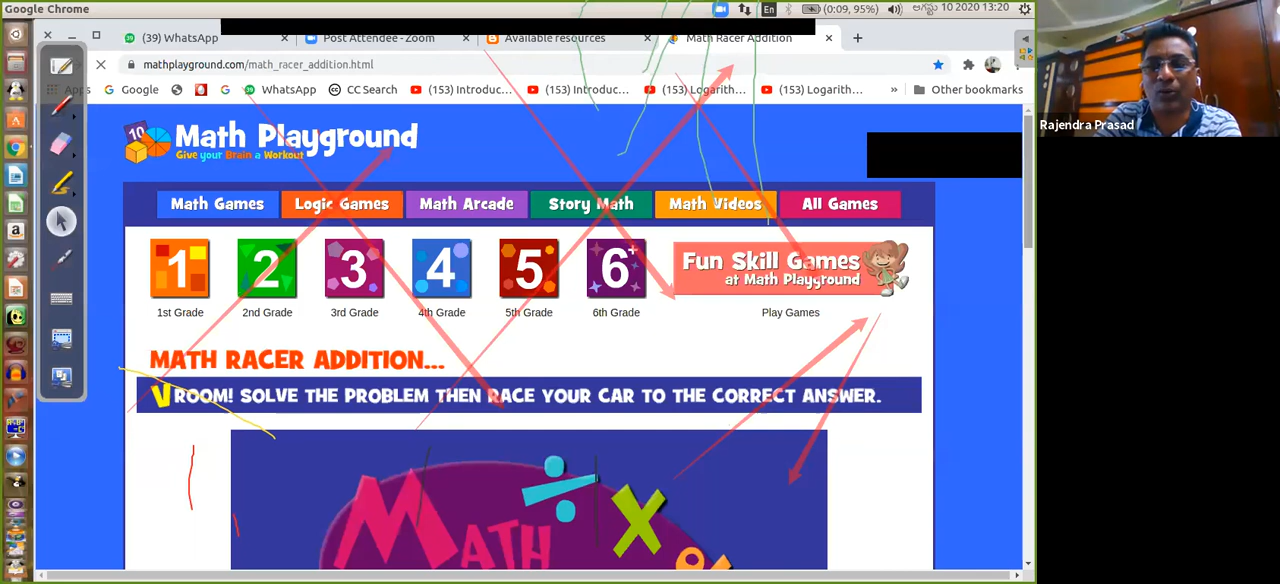 Google Chrome
En
(0:09, 95%)
ఆగస్టు 10 2020 13:20
(39) WhatsApp
Post Attendee - Zoom
Available resources
Math Racer Addition
mathplayground.com/math_racer_addition.html
Apps
Google
39 WhatsApp
CC Search
(153) Introduc...
(153) Introduc...
(153) Logarith...
(153) Logarith...
»
Other bookmarks
Rajendra Prasad
10
Math Playground
Give your Brain a Workout
Math Games
Logic Games
Math Arcade
Story Math
Math Videos
All Games
1 2 3 4 5 6
Fun Skill Games
at Math Playground
1st Grade
2nd Grade
3rd Grade
4th Grade
5th Grade
6th Grade
Play Games
MATH RACER ADDITION...
VROOM! SOLVE THE PROBLEM THEN RACE YOUR CAR TO THE CORRECT ANSWER.
MATH
÷ X %